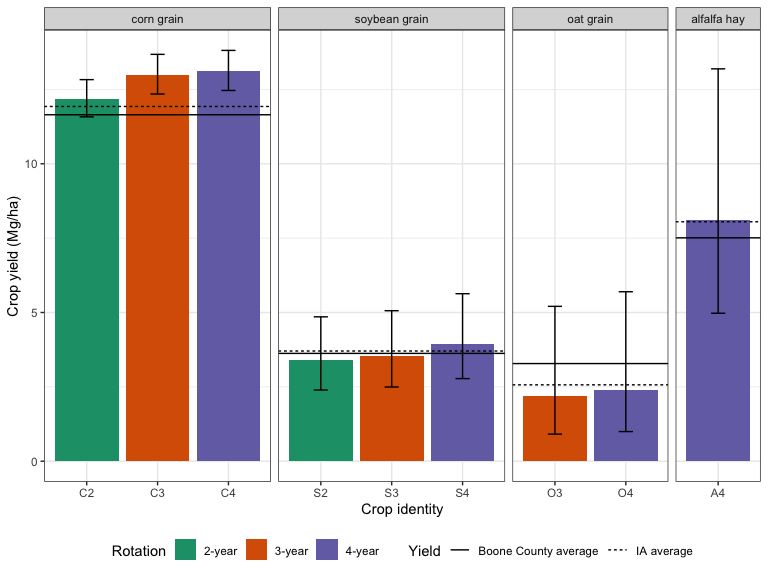 corn grain
soybean grain
oat grain
alfalfa hay
Crop yield (Mg/ha)
10
5
0
C2
C3
C4
S2
S3
S4
O3
O4
A4
Crop identity
Rotation 2-year 3-year 4-year Yield Boone County average IA average